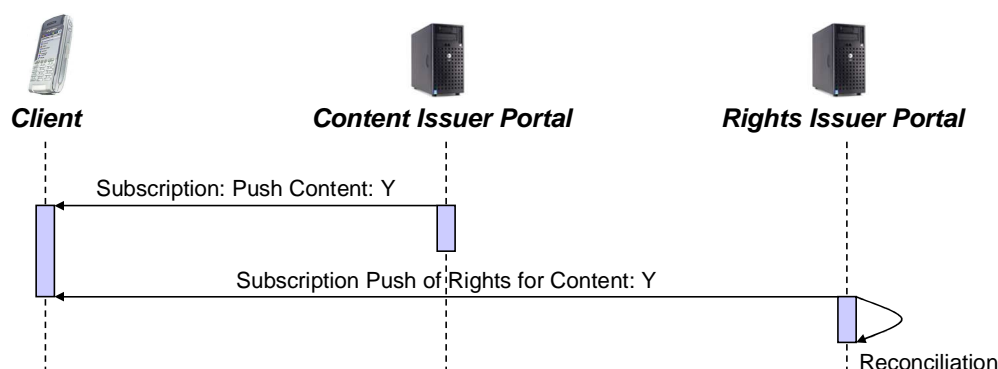 Client
Content Issuer Portal
Rights Issuer Portal
Subscription: Push Content: Y
Subscription Push of Rights for Content: Y
Reconciliation